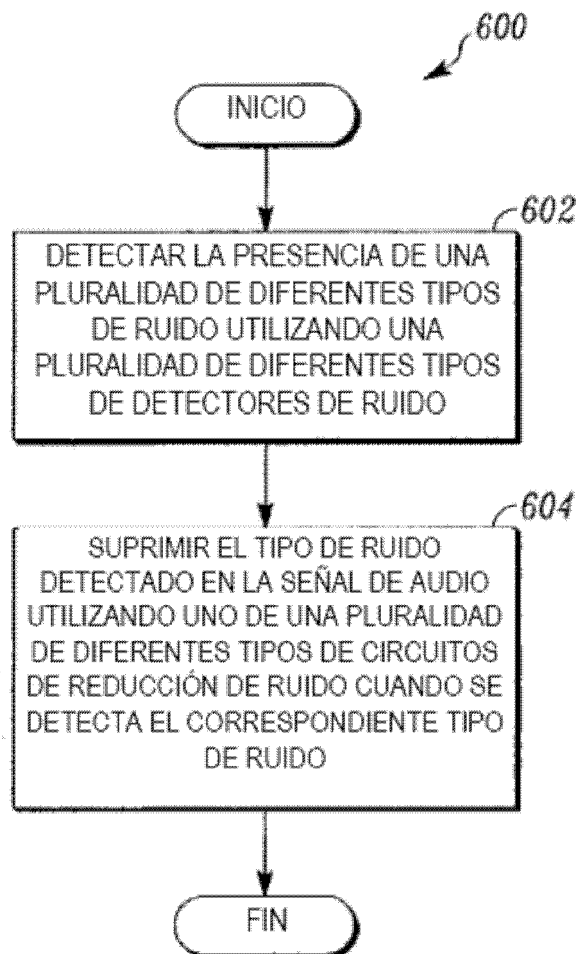 600
INICIO
602
DETECTAR LA PRESENCIA DE UNA
PLURALIDAD DE DIFERENTES TIPOS
DE RUIDO UTILIZANDO UNA
PLURALIDAD DE DIFERENTES TIPOS
DE DETECTORES DE RUIDO
604
SUPRIMIR EL TIPO DE RUIDO
DETECTADO EN LA SEÑAL DE AUDIO
UTILIZANDO UNO DE UNA PLURALIDAD
DE DIFERENTES TIPOS DE CIRCUITOS
DE REDUCCIÓN DE RUIDO CUANDO SE
DETECTA EL CORRESPONDIENTE TIPO
DE RUIDO
FIN